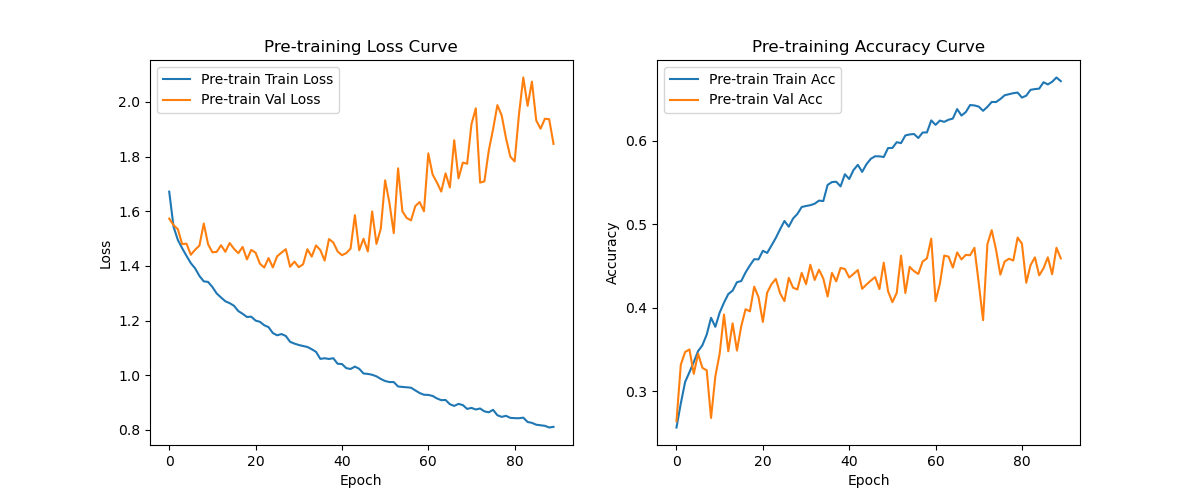 Pre-training Loss Curve
Pre-train Train Loss
Pre-train Val Loss
2.0
1.8
1.6
1.4
1.2
1.0
0.8
Loss
0
20
40
60
80
Epoch
Pre-training Accuracy Curve
Pre-train Train Acc
Pre-train Val Acc
0.6
0.5
0.4
0.3
Accuracy
0
20
40
60
80
Epoch